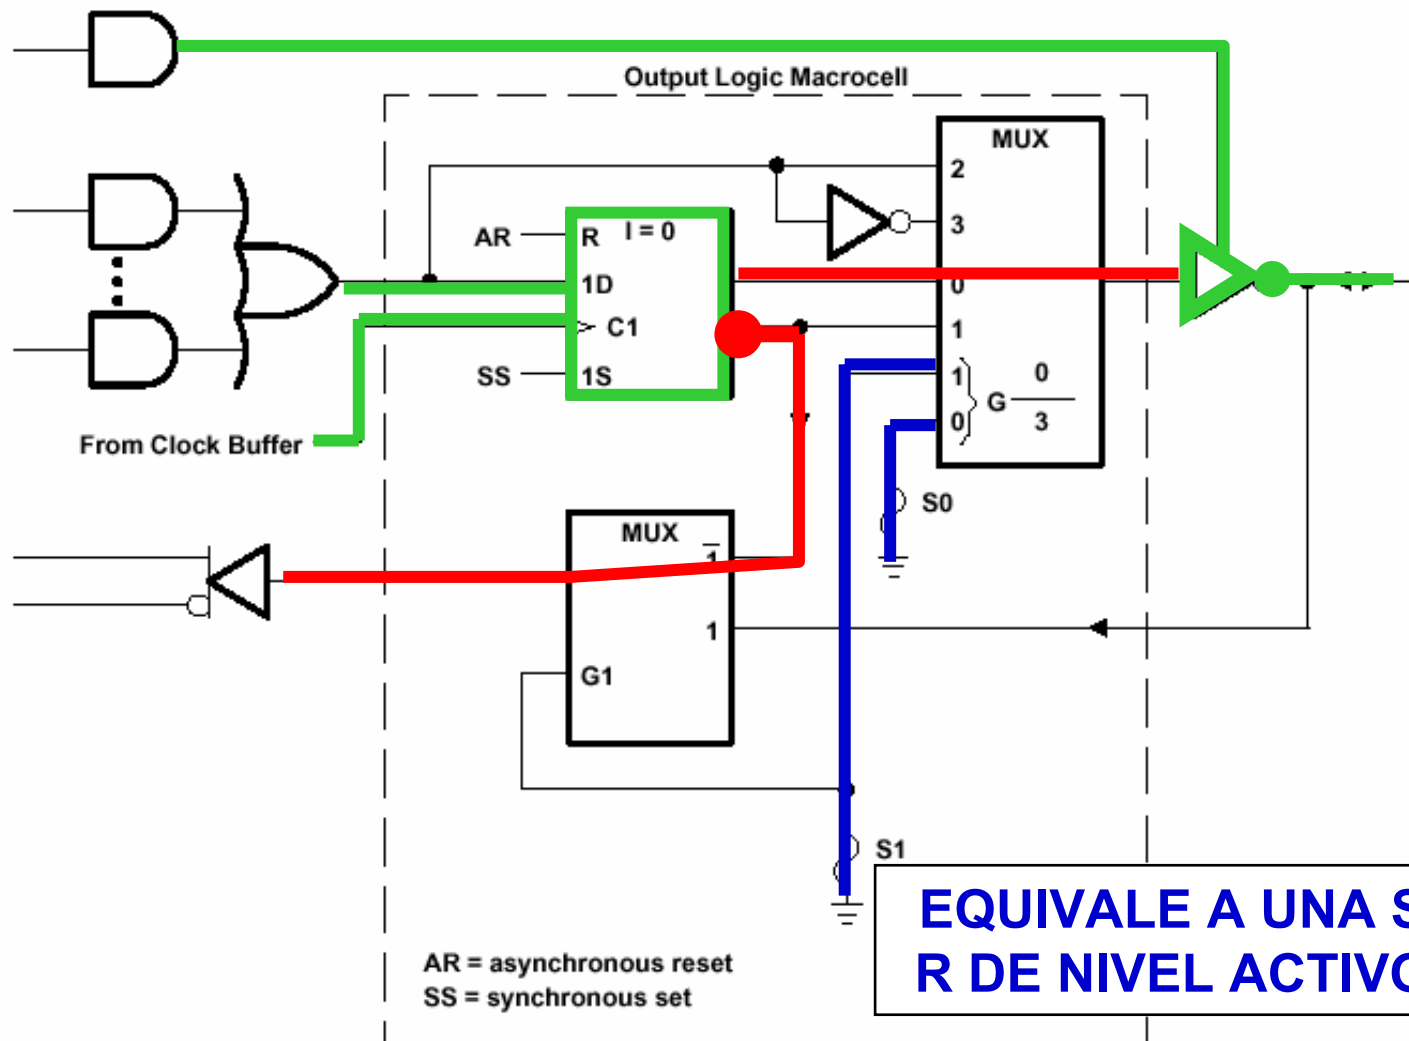 Output Logic Macrocell
MUX
2
3
0
1
1
0
G
0
3
AR
R
I = 0
1D
C1
SS
1S
From Clock Buffer
S0
MUX
1
1
G1
S1
EQUIVALE A UNA S
R DE NIVEL ACTIVO
AR = asynchronous reset
SS = synchronous set